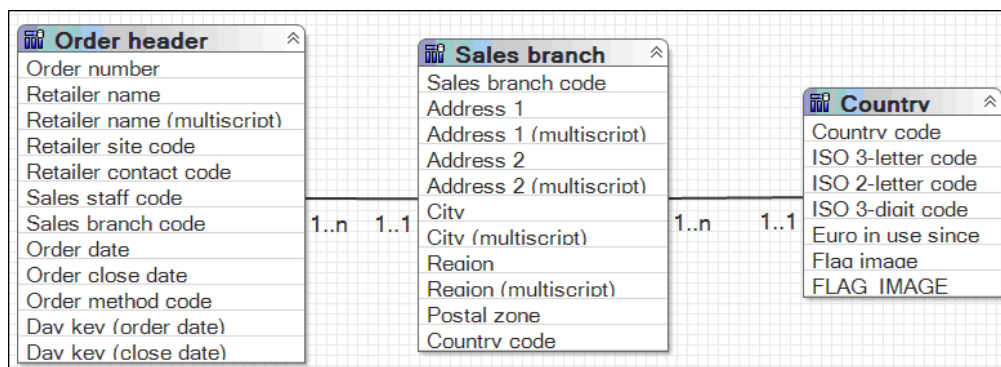 Order header
Order number
Retailer name
Retailer name (multiscript)
Retailer site code
Retailer contact code
Sales staff code
Sales branch code
Order date
Order close date
Order method code
Day key (order date)
Day key (close date)
1..n
1..1
Sales branch
Sales branch code
Address 1
Address 1 (multiscript)
Address 2
Address 2 (multiscript)
City
City (multiscript)
Region
Region (multiscript)
Postal zone
Country code
1..n
1..1
Country
Country code
ISO 3-letter code
ISO 2-letter code
ISO 3-digit code
Euro in use since
Flag image
FLAG_IMAGE